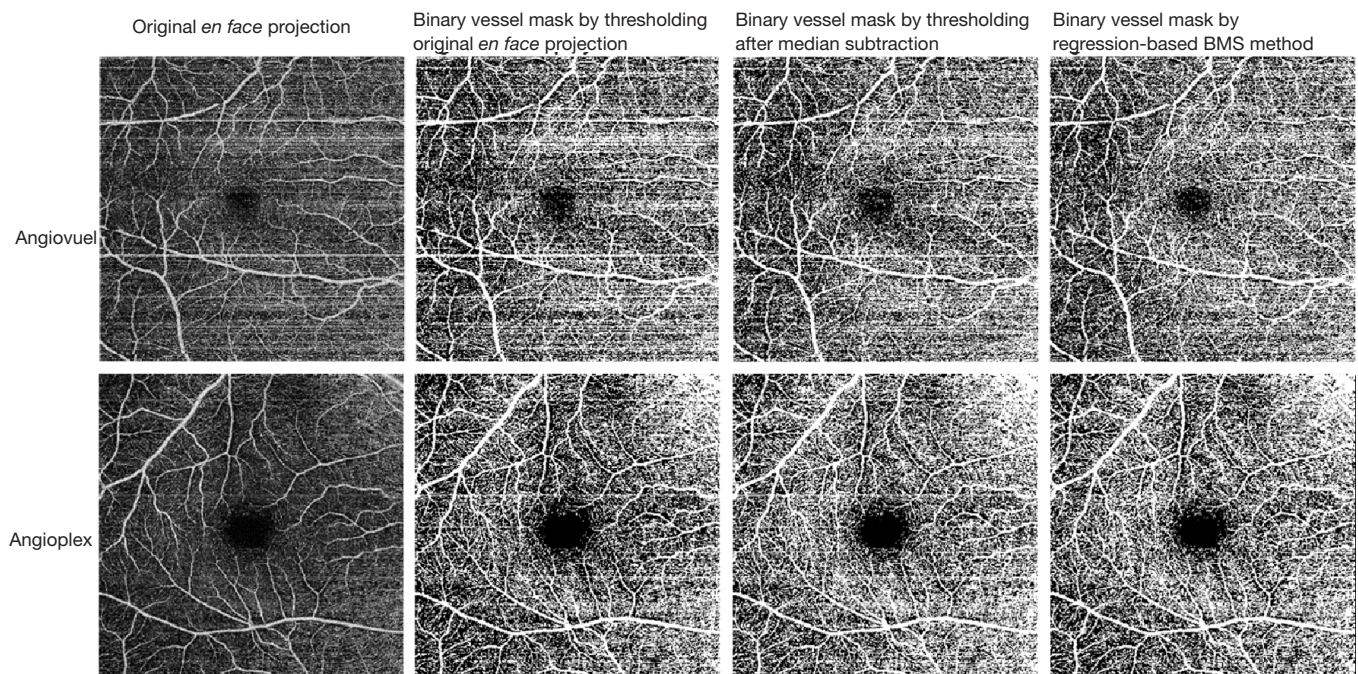 Original en face projection
Binary vessel mask by thresholding
original en face projection
Binary vessel mask by thresholding
after median subtraction
Binary vessel mask by
regression-based BMS method
Angiovuel
Angioplex